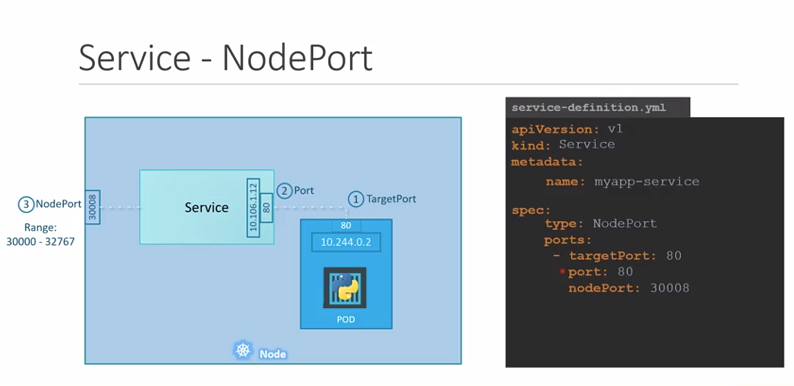 Service - NodePort
service-definition.yml
apiVersion: v1
kind: Service
metadata:
name: myapp-service
spec:
type: NodePort
ports:
- targetPort: 80
port: 80
nodePort: 30008
3 NodePort
Range:
30000 - 32767
30008
Service
10.106.1.12
80
2 Port
1 TargetPort
80
10.244.0.2
POD
Node